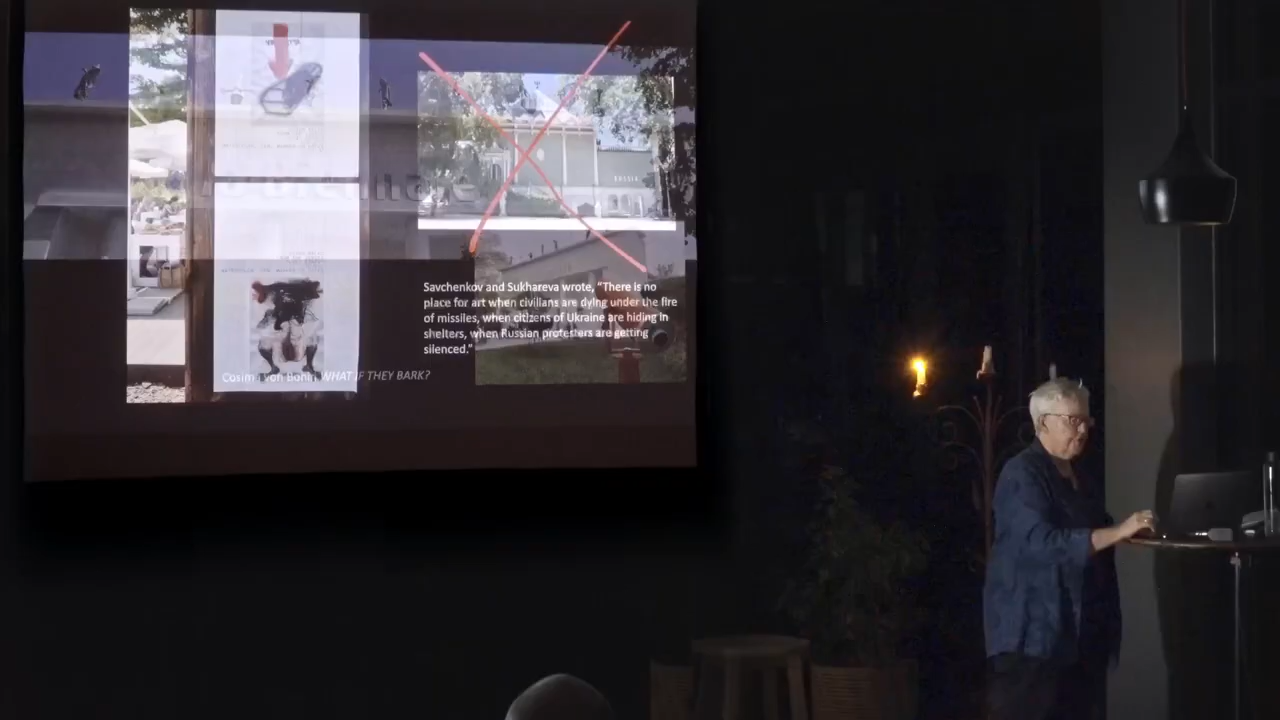 RUSSIA
Savchenkov and Sukhareva wrote, “There is no
place for art when civilians are dying under the fire
of missiles, when citizens of Ukraine are hiding in
shelters, when Russian protesters are getting
silenced.”
Cosima von Bonin WHAT IF THEY BARK?